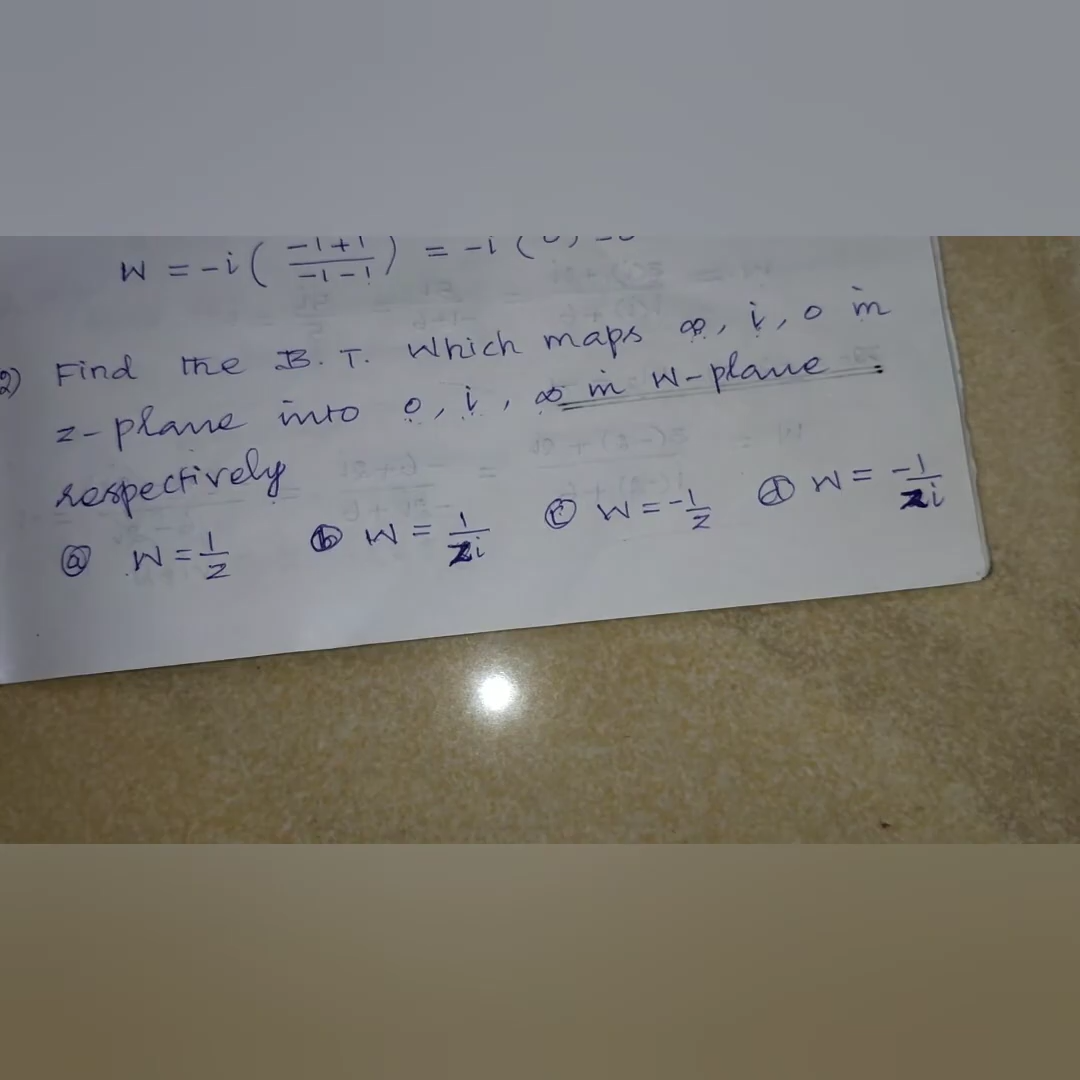 W = -i ( -1+1 / -1-1 ) = -i (
2) Find the B.T. Which maps ∞, i, 0 in
z-plane into 0, i, ∞ in W-plane
respectively
ⓐ W = 1/z ⓑ W = 1/zi ⓒ W = -1/z ⓓ W = -1/zi